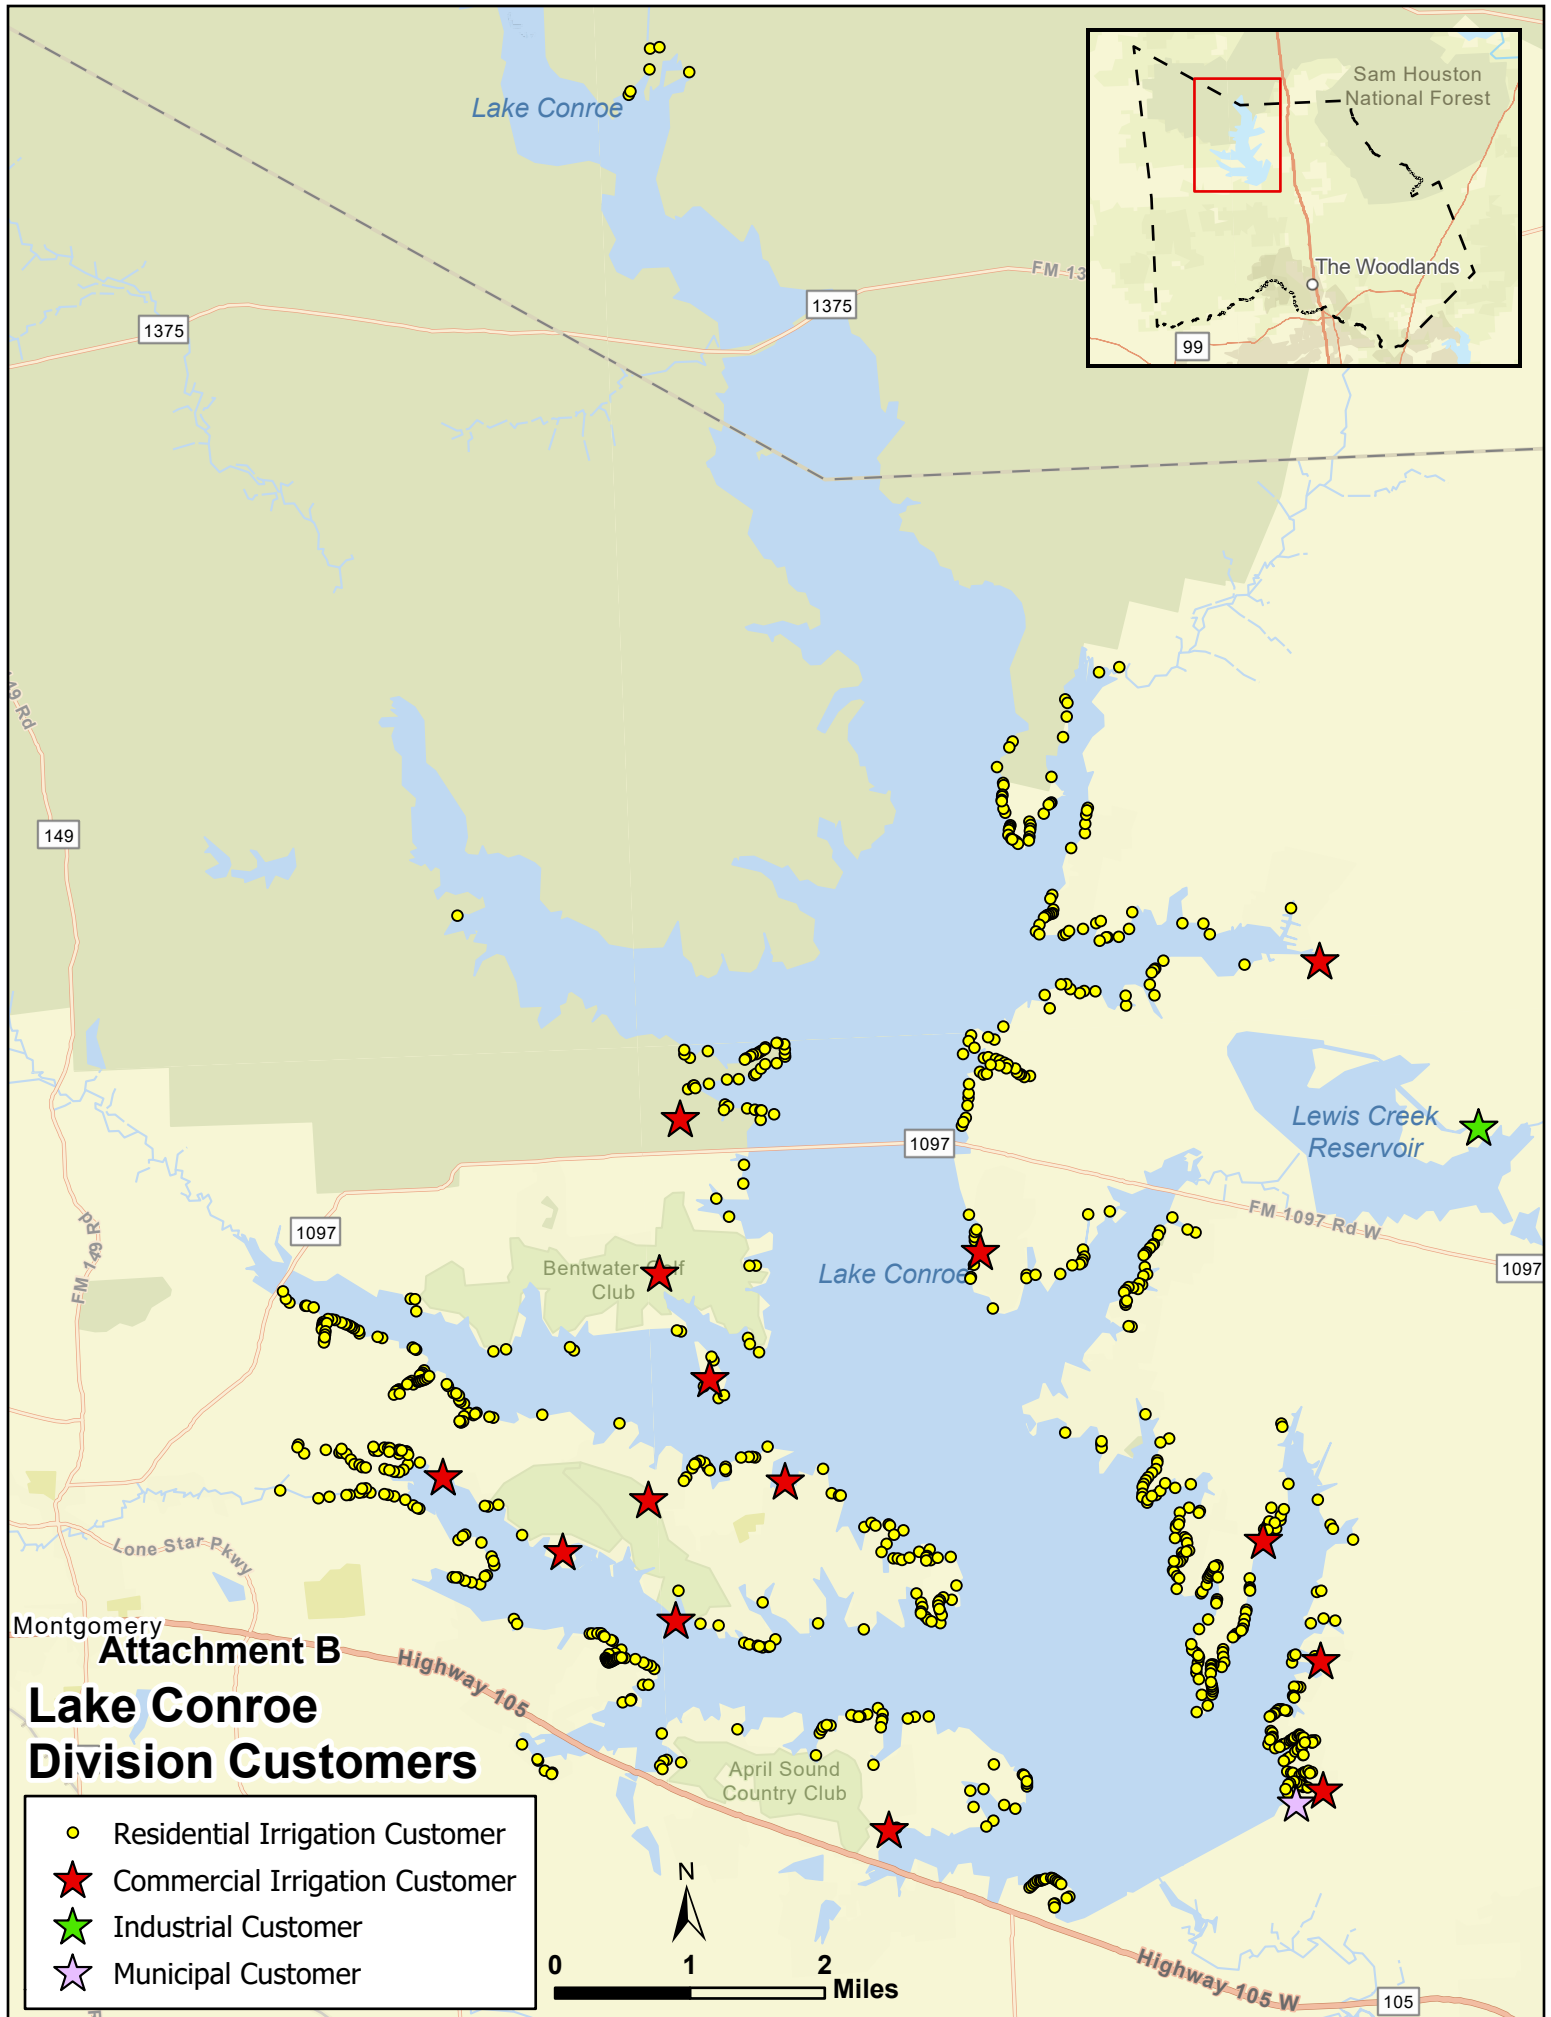 Lake Conroe
Sam Houston
National Forest
The Woodlands
99
FM 13
1375
1375
49 Rd
149
Lewis Creek
Reservoir
1097
FM 149 Rd
1097
FM 1097 Rd W
1097
Bentwater Golf
Club
Lake Conroe
Lone Star Pkwy
Montgomery
Attachment B
Lake Conroe
Division Customers
Highway 105
April Sound
Country Club
Residential Irrigation Customer
Commercial Irrigation Customer
Industrial Customer
Municipal Customer
N
0 1 2
Miles
Highway 105 W
105